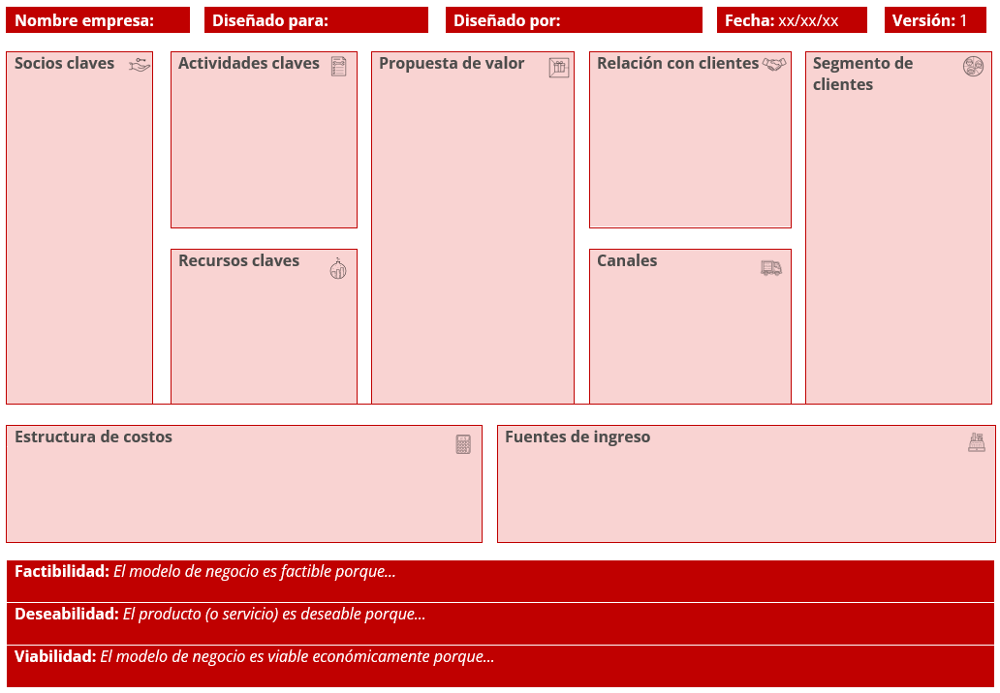 Nombre empresa:
Diseñado para:
Diseñado por:
Fecha: xx/xx/xx
Versión: 1
Socios claves
Actividades claves
Propuesta de valor
Relación con clientes
Segmento de
clientes
Recursos claves
Canales
Estructura de costos
Fuentes de ingreso
Factibilidad: El modelo de negocio es factible porque...
Deseabilidad: El producto (o servicio) es deseable porque...
Viabilidad: El modelo de negocio es viable económicamente porque...